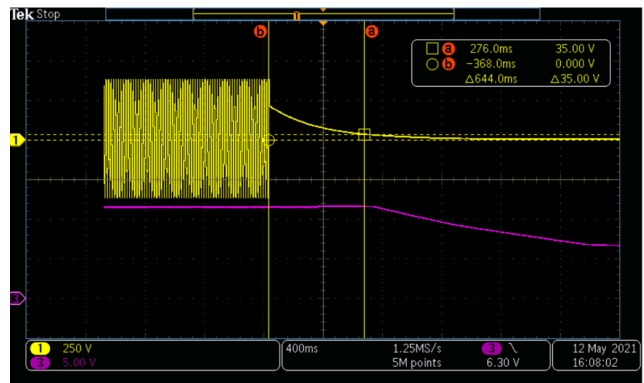 Tek Stop
T
b a
a 276.0ms 35.00 V
b −368.0ms 0.000 V
Δ644.0ms Δ35.00 V
1
3
1 250 V
3 5.00 V
400ms
1.25MS/s
5M points
3 \
6.30 V
12 May 2021
16:08:02